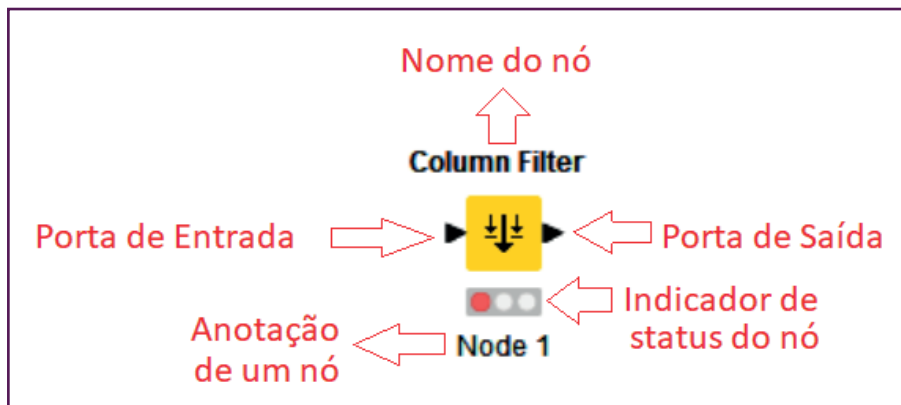 Nome do nó
Column Filter
Porta de Entrada
Porta de Saída
Indicador de
status do nó
Anotação
de um nó
Node 1